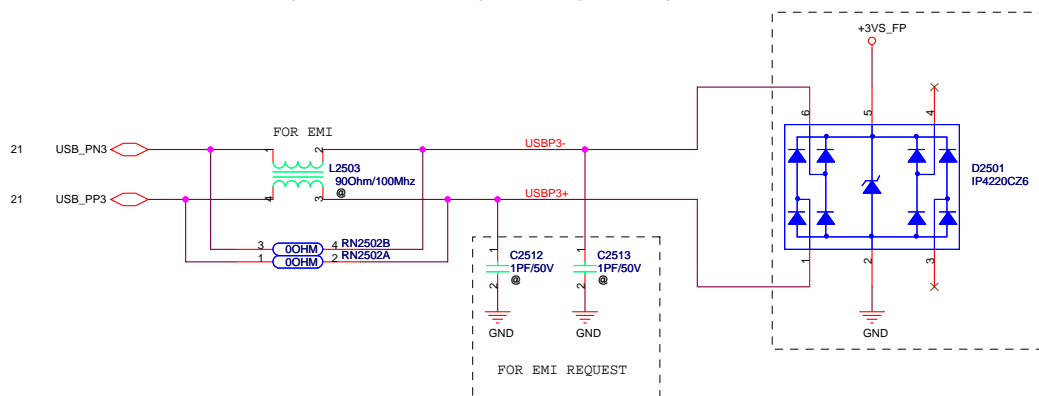 +3VS_FP
6
5
4
FOR EMI
21
USB_PN3
1
2
USBP3-
L2503
90Ohm/100Mhz
@
D2501
IP4220CZ6
21
USB_PP3
4
3
USBP3+
3
0OHM
4
RN2502B
1
0OHM
2
RN2502A
1
C2512
1PF/50V
@
2
1
C2513
1PF/50V
@
2
1
2
3
GND
GND
GND
FOR EMI REQUEST